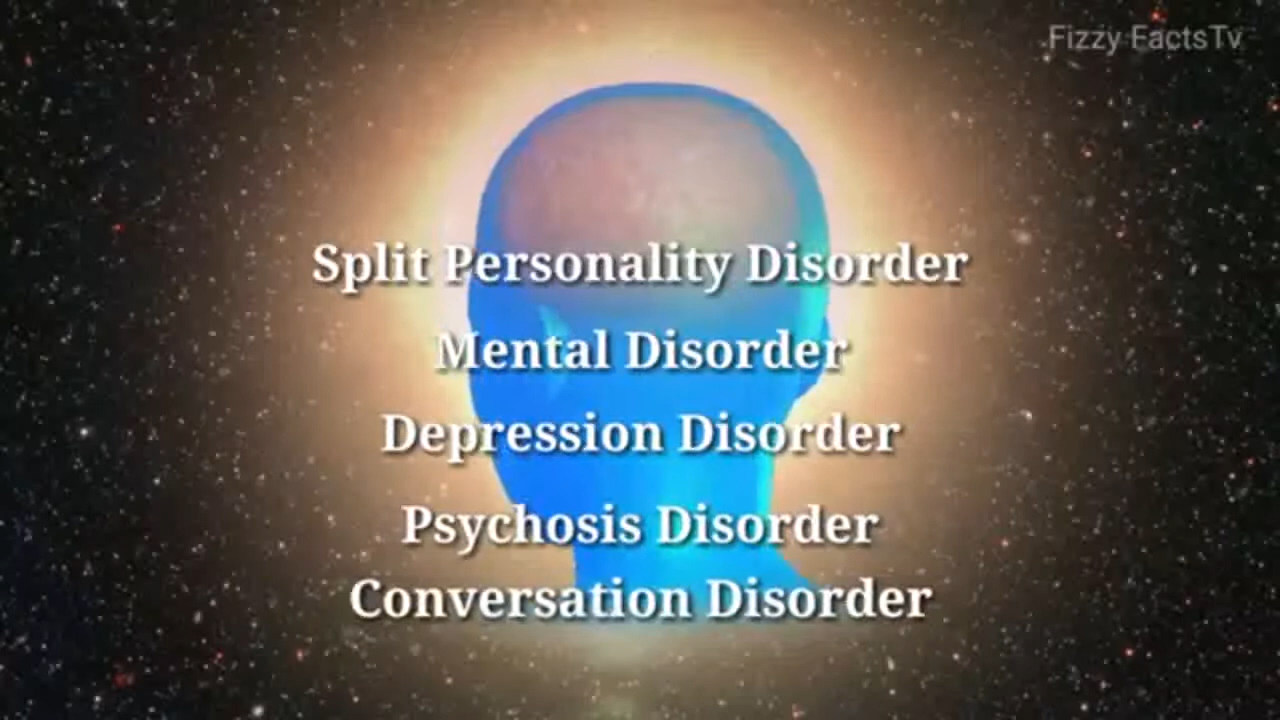 Fizzy FactsTv
Split Personality Disorder
Mental Disorder
Depression Disorder
Psychosis Disorder
Conversation Disorder